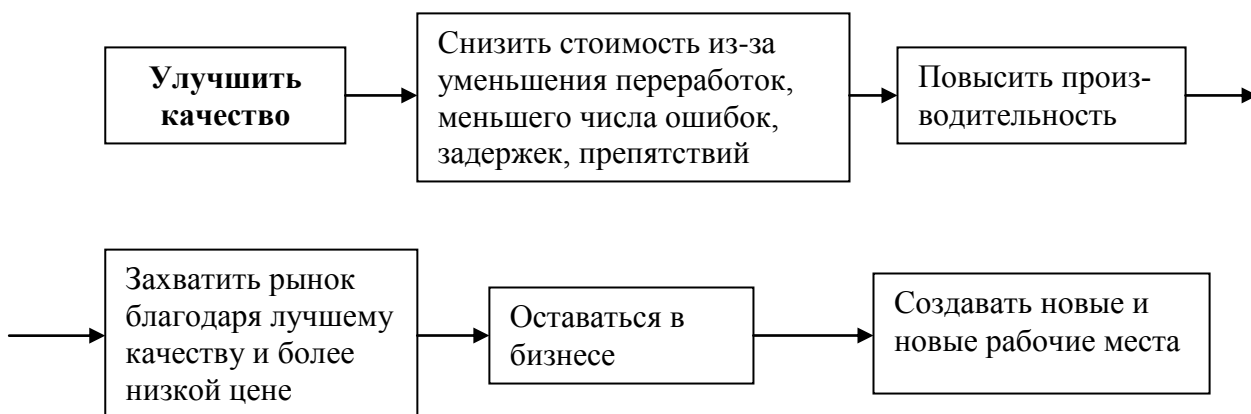 Улучшить
качество
Снизить стоимость из-за
уменьшения переработок,
меньшего числа ошибок,
задержек, препятствий
Повысить произ-
водительность
Захватить рынок
благодаря лучшему
качеству и более
низкой цене
Оставаться в
бизнесе
Создавать новые и
новые рабочие места